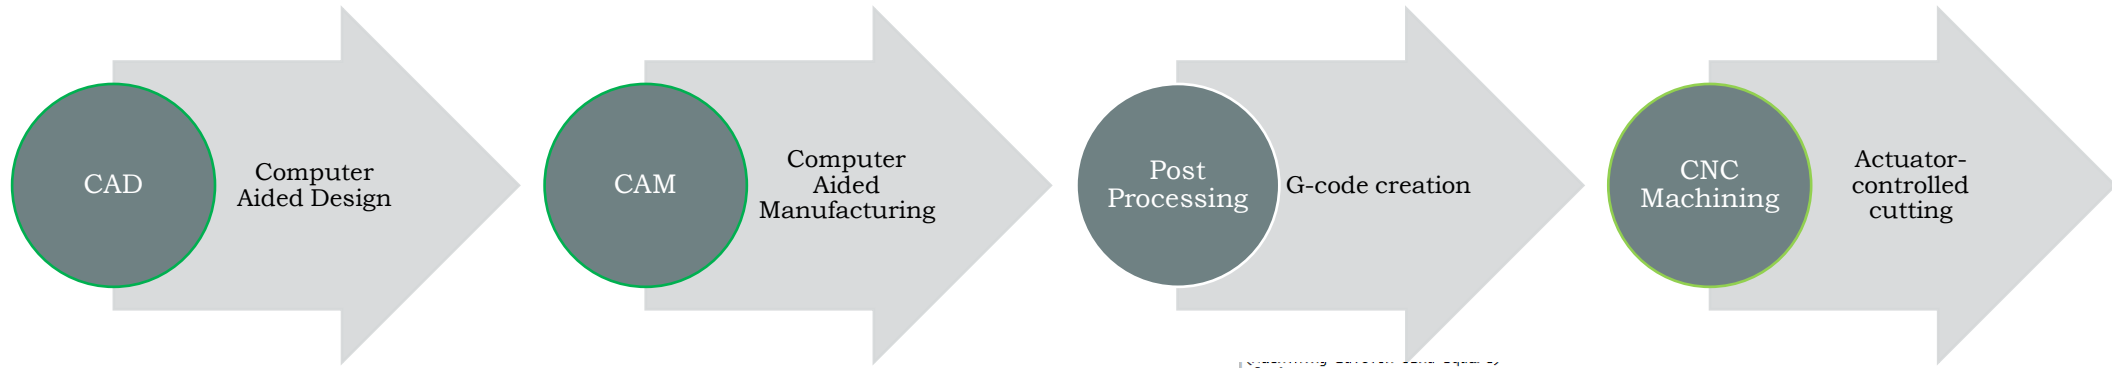 CAD
Computer
Aided Design
CAM
Computer
Aided
Manufacturing
Post
Processing
G-code creation
CNC
Machining
Actuator-
controlled
cutting